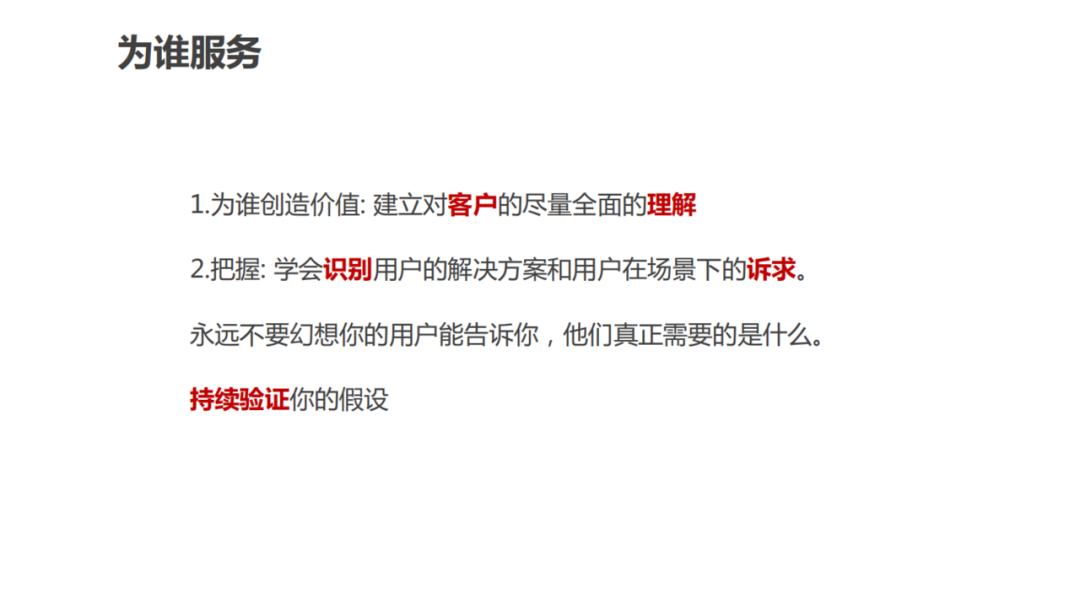 为谁服务
1.为谁创造价值: 建立对客户的尽量全面的理解
2.把握: 学会识别用户的解决方案和用户在场景下的诉求。
永远不要幻想你的用户能告诉你，他们真正需要的是什么。
持续验证你的假设